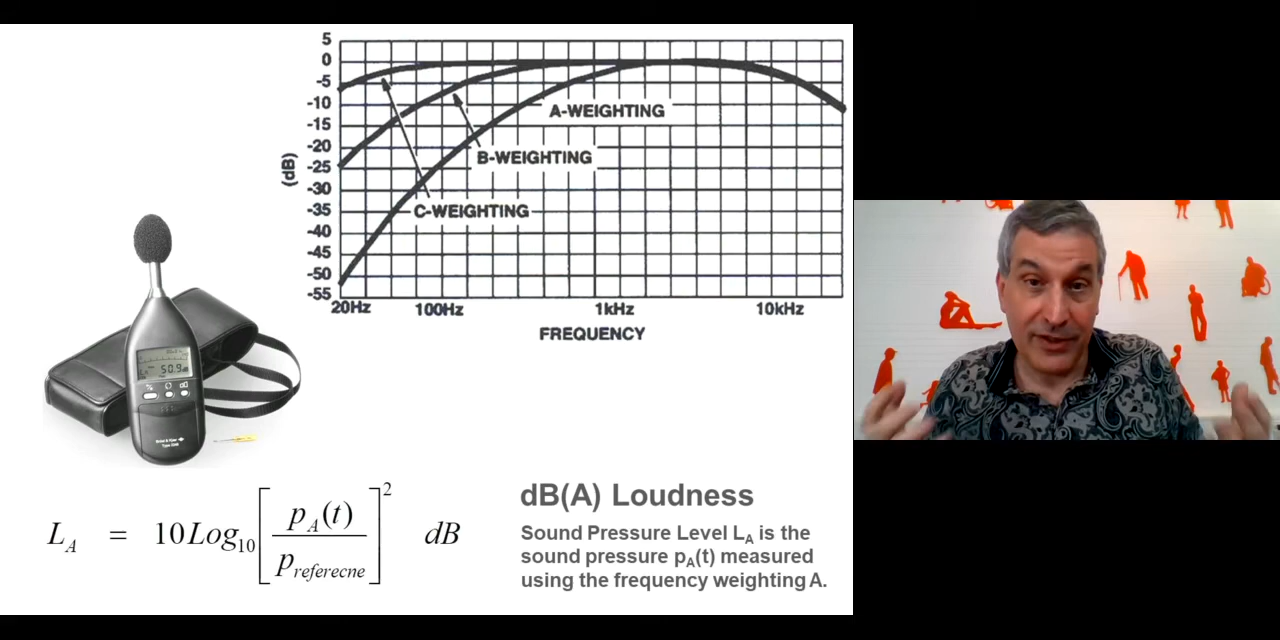 5
0
-5
-10
-15
-20
-25
-30
-35
-40
-45
-50
-55
(dB)
A-WEIGHTING
B-WEIGHTING
C-WEIGHTING
20Hz 100Hz 1kHz 10kHz
FREQUENCY
50.9
L_A = 10 Log_10 [ p_A(t) / p_referecne ]^2 dB
dB(A) Loudness
Sound Pressure Level L_A is the
sound pressure p_A(t) measured
using the frequency weighting A.